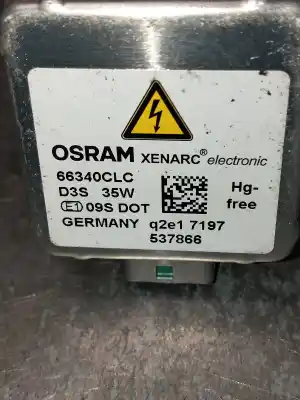 OSRAM XENARC® electronic
66340CLC
D3S 35W
Hg-
free
E1 09S DOT
GERMANY q2e1 7197
537866